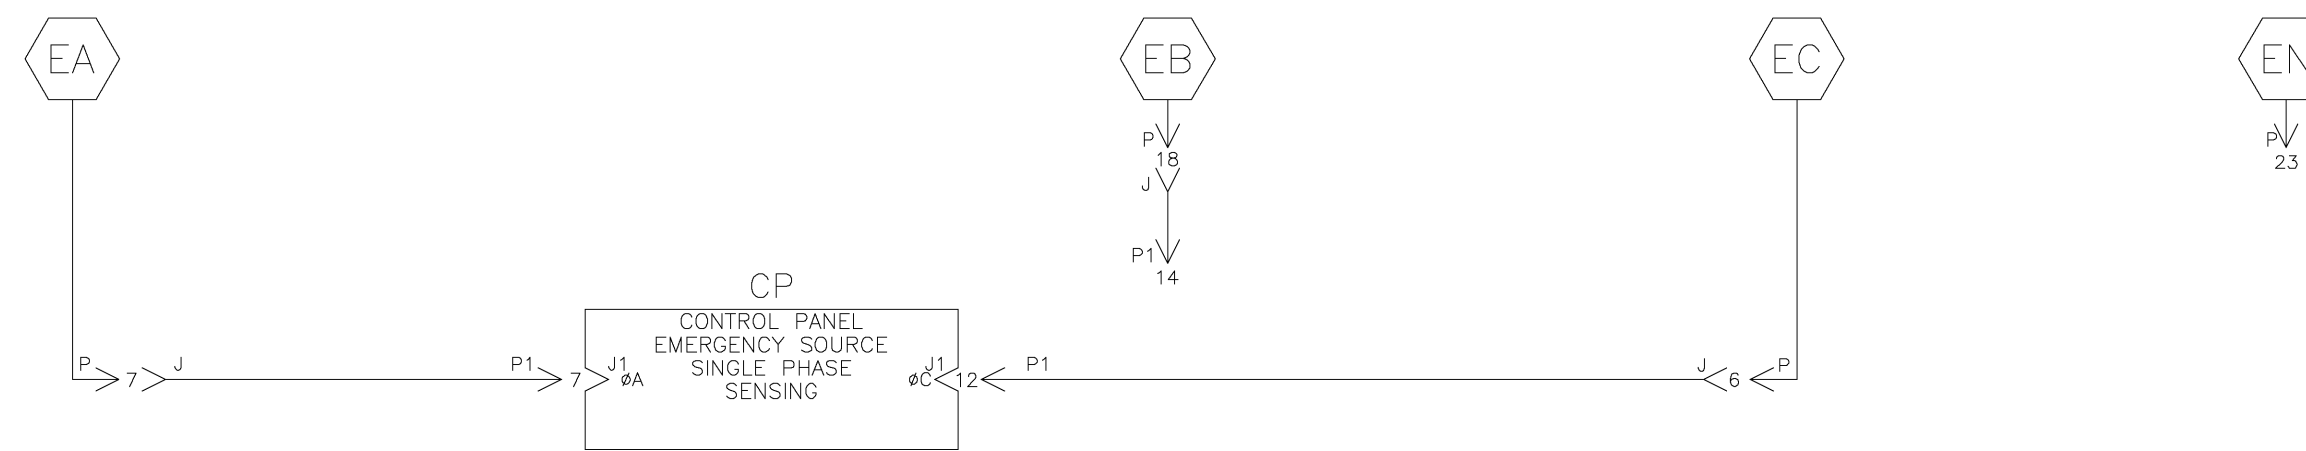 EA
EB
EC
EN
P
18
J
P1
14
P
23
CP
CONTROL PANEL
EMERGENCY SOURCE
SINGLE PHASE
SENSING
P
7
J
P1
7
J1
øA
J1
øC
12
P1
J
6
P